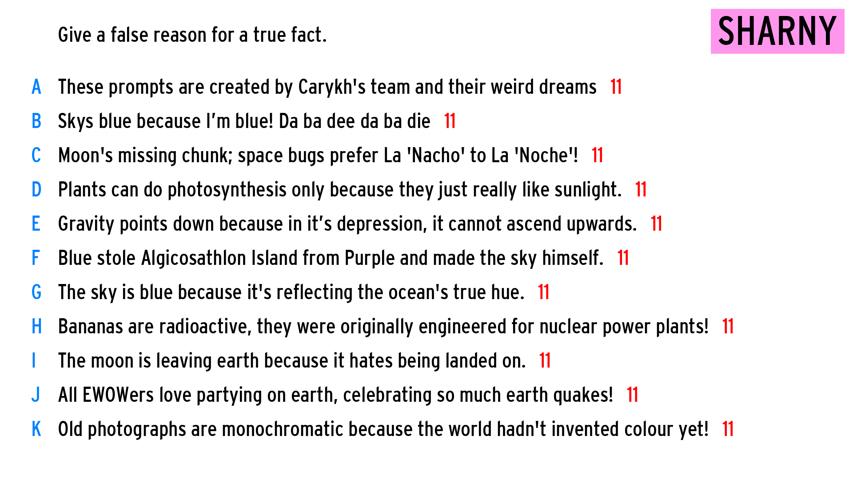 Give a false reason for a true fact.
SHARNY
A These prompts are created by Carykh's team and their weird dreams 11
B Skys blue because I’m blue! Da ba dee da ba die 11
C Moon's missing chunk; space bugs prefer La 'Nacho' to La 'Noche'! 11
D Plants can do photosynthesis only because they just really like sunlight. 11
E Gravity points down because in it’s depression, it cannot ascend upwards. 11
F Blue stole Algicosathlon Island from Purple and made the sky himself. 11
G The sky is blue because it's reflecting the ocean's true hue. 11
H Bananas are radioactive, they were originally engineered for nuclear power plants! 11
I The moon is leaving earth because it hates being landed on. 11
J All EWOWers love partying on earth, celebrating so much earth quakes! 11
K Old photographs are monochromatic because the world hadn't invented colour yet! 11